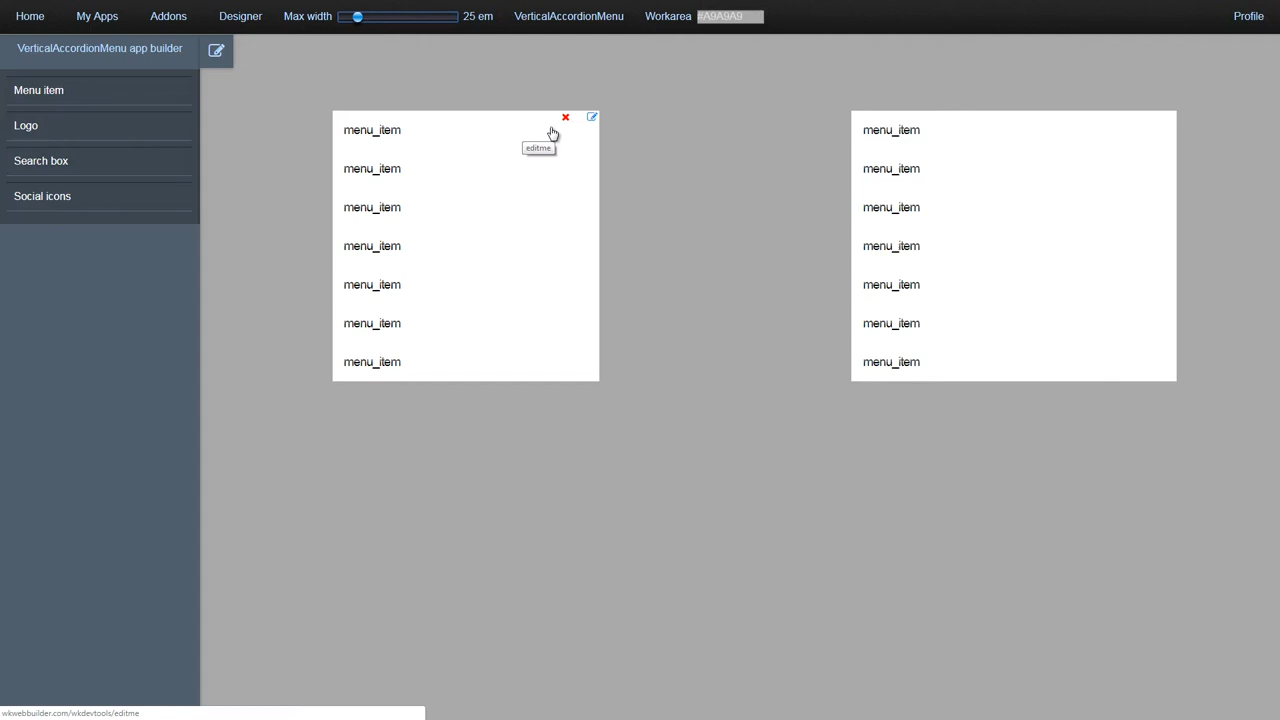 Home My Apps Addons Designer Max width 25 em VerticalAccordionMenu Workarea #A9A9A9 Profile
VerticalAccordionMenu app builder
Menu item
Logo
Search box
Social icons
menu_item
editme
menu_item
menu_item
menu_item
menu_item
menu_item
menu_item
menu_item
menu_item
menu_item
menu_item
menu_item
menu_item
menu_item
wkwebbuilder.com/wkdevtools/editme